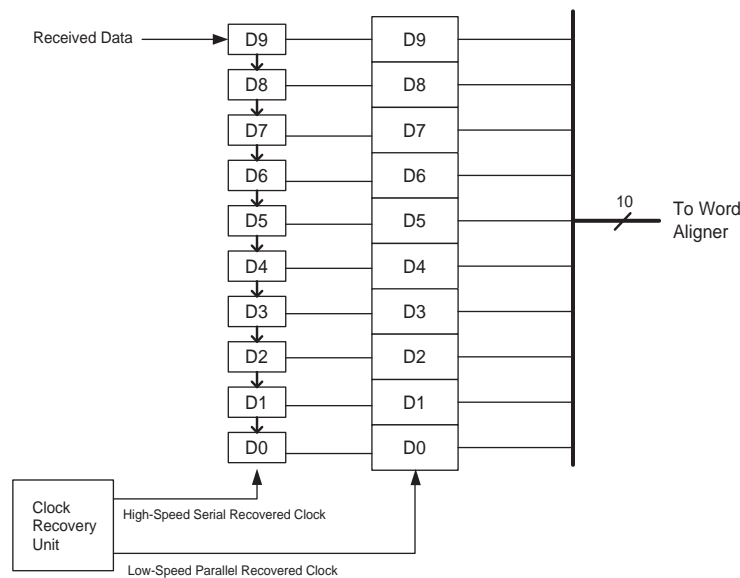 Received Data
D9
D9
D8
D8
D7
D7
D6
D6
D5
D5
10
To Word
Aligner
D4
D4
D3
D3
D2
D2
D1
D1
D0
D0
Clock
Recovery
Unit
High-Speed Serial Recovered Clock
Low-Speed Parallel Recovered Clock